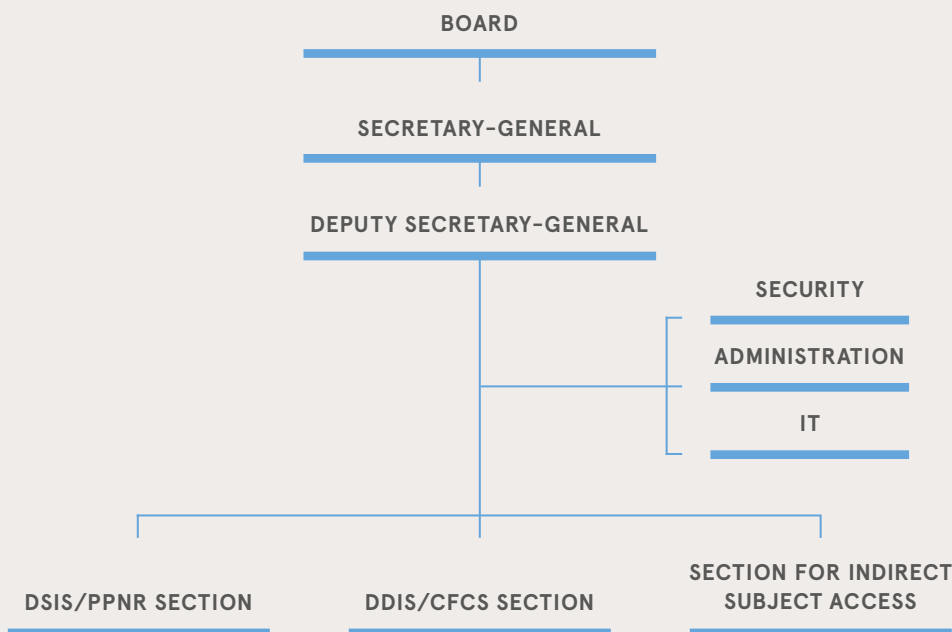 BOARD
SECRETARY-GENERAL
DEPUTY SECRETARY-GENERAL
SECURITY
ADMINISTRATION
IT
DSIS/PPNR SECTION
DDIS/CFCS SECTION
SECTION FOR INDIRECT
SUBJECT ACCESS